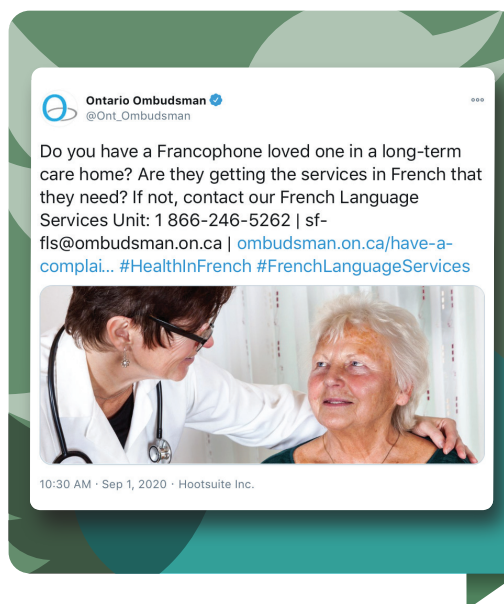 Ontario Ombudsman
@Ont_Ombudsman
Do you have a Francophone loved one in a long-term
care home? Are they getting the services in French that
they need? If not, contact our French Language
Services Unit: 1 866-246-5262 | sf-
fls@ombudsman.on.ca | ombudsman.on.ca/have-a-
complai... #HealthInFrench #FrenchLanguageServices
10:30 AM · Sep 1, 2020 · Hootsuite Inc.